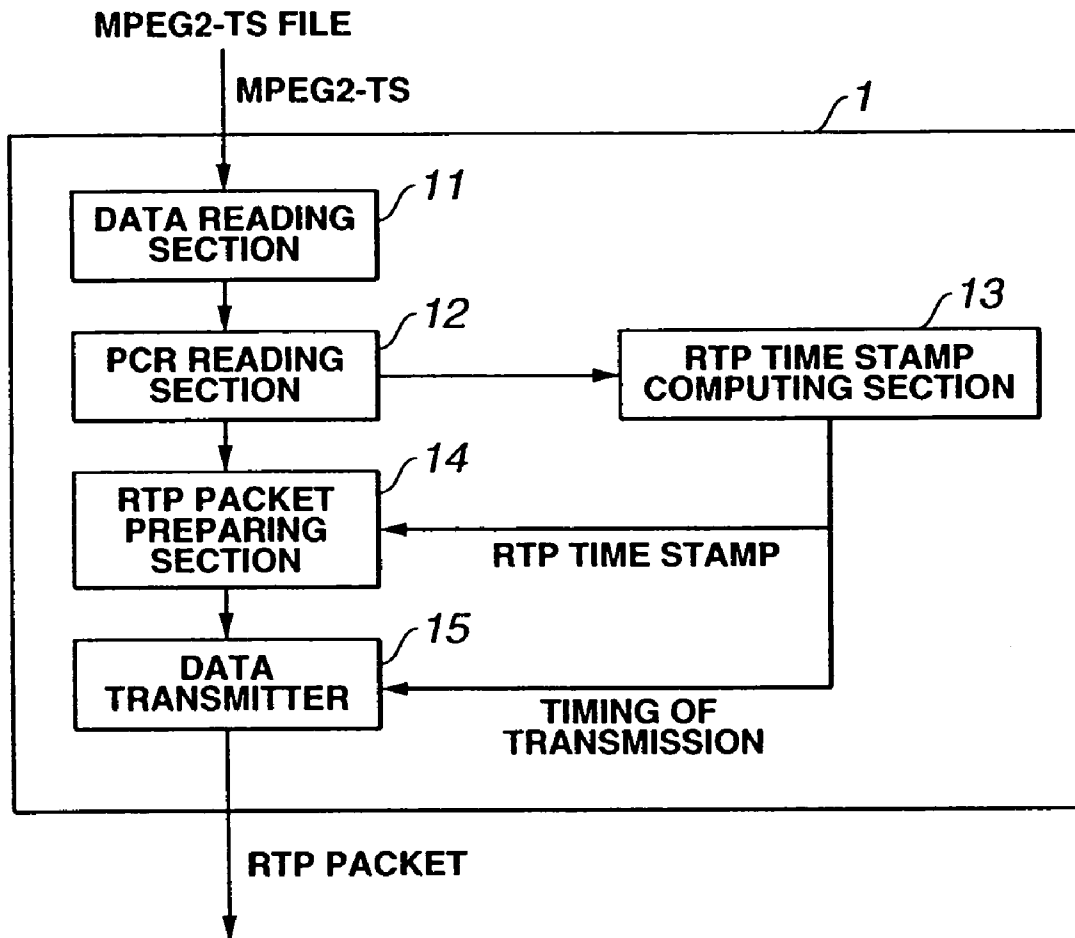 MPEG2-TS FILE
MPEG2-TS
1
DATA READING
SECTION
11
PCR READING
SECTION
12
RTP TIME STAMP
COMPUTING SECTION
13
RTP PACKET
PREPARING
SECTION
14
RTP TIME STAMP
DATA
TRANSMITTER
15
TIMING OF
TRANSMISSION
RTP PACKET